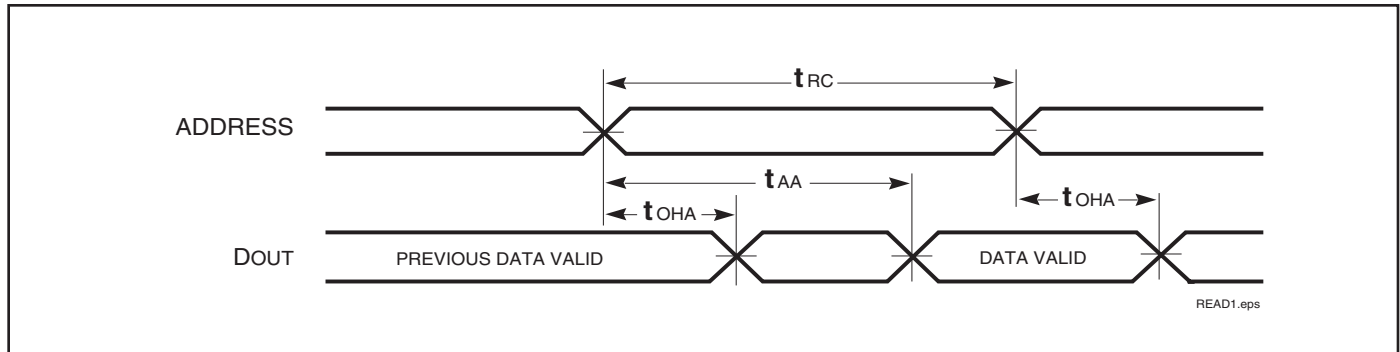 tRC
ADDRESS
tAA
tOHA
tOHA
DOUT
PREVIOUS DATA VALID
DATA VALID
READ1.eps